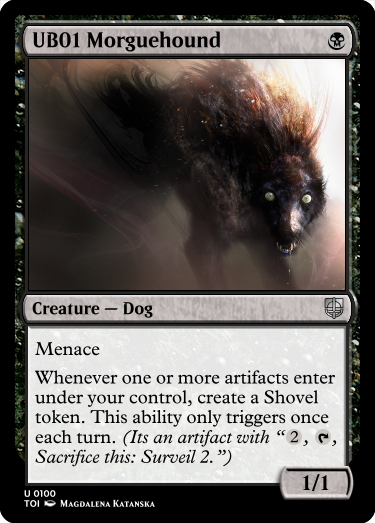 UB01 Morguehound
Creature — Dog
Menace
Whenever one or more artifacts enter
under your control, create a Shovel
token. This ability only triggers once
each turn. (Its an artifact with “2, T,
Sacrifice this: Surveil 2.”)
1/1
U 0100
TOI Magdalena Katanska